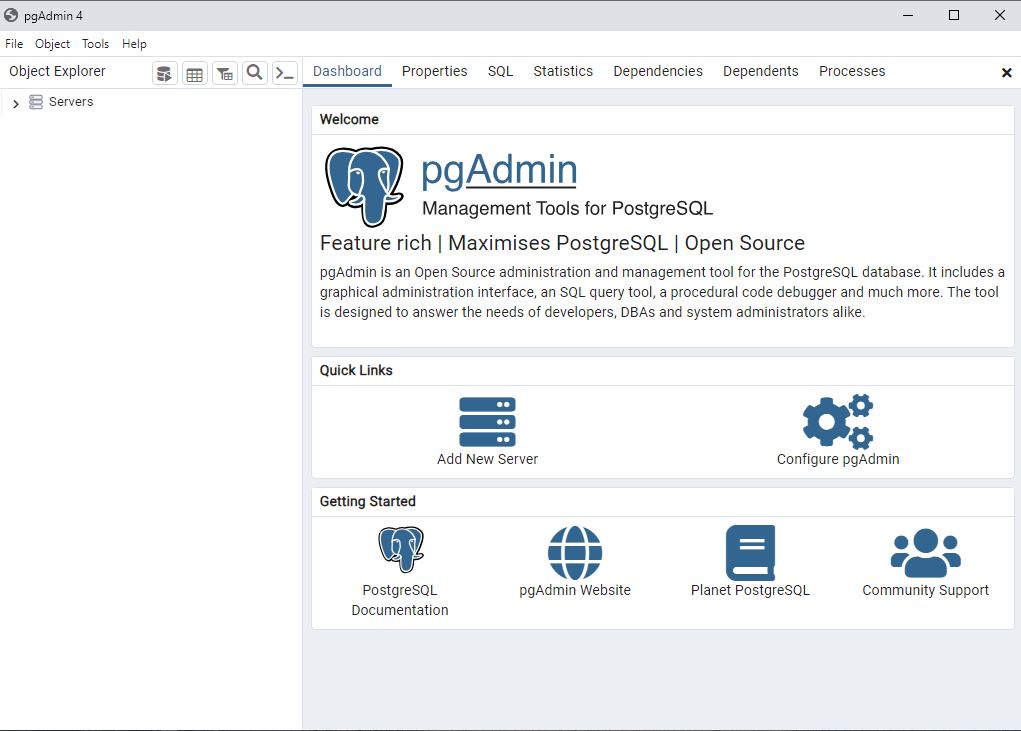 pgAdmin 4
File Object Tools Help
Object Explorer
Dashboard Properties SQL Statistics Dependencies Dependents Processes
Servers
Welcome
pgAdmin
Management Tools for PostgreSQL
Feature rich | Maximises PostgreSQL | Open Source
pgAdmin is an Open Source administration and management tool for the PostgreSQL database. It includes a
graphical administration interface, an SQL query tool, a procedural code debugger and much more. The tool
is designed to answer the needs of developers, DBAs and system administrators alike.
Quick Links
Add New Server
Configure pgAdmin
Getting Started
PostgreSQL
Documentation
pgAdmin Website
Planet PostgreSQL
Community Support